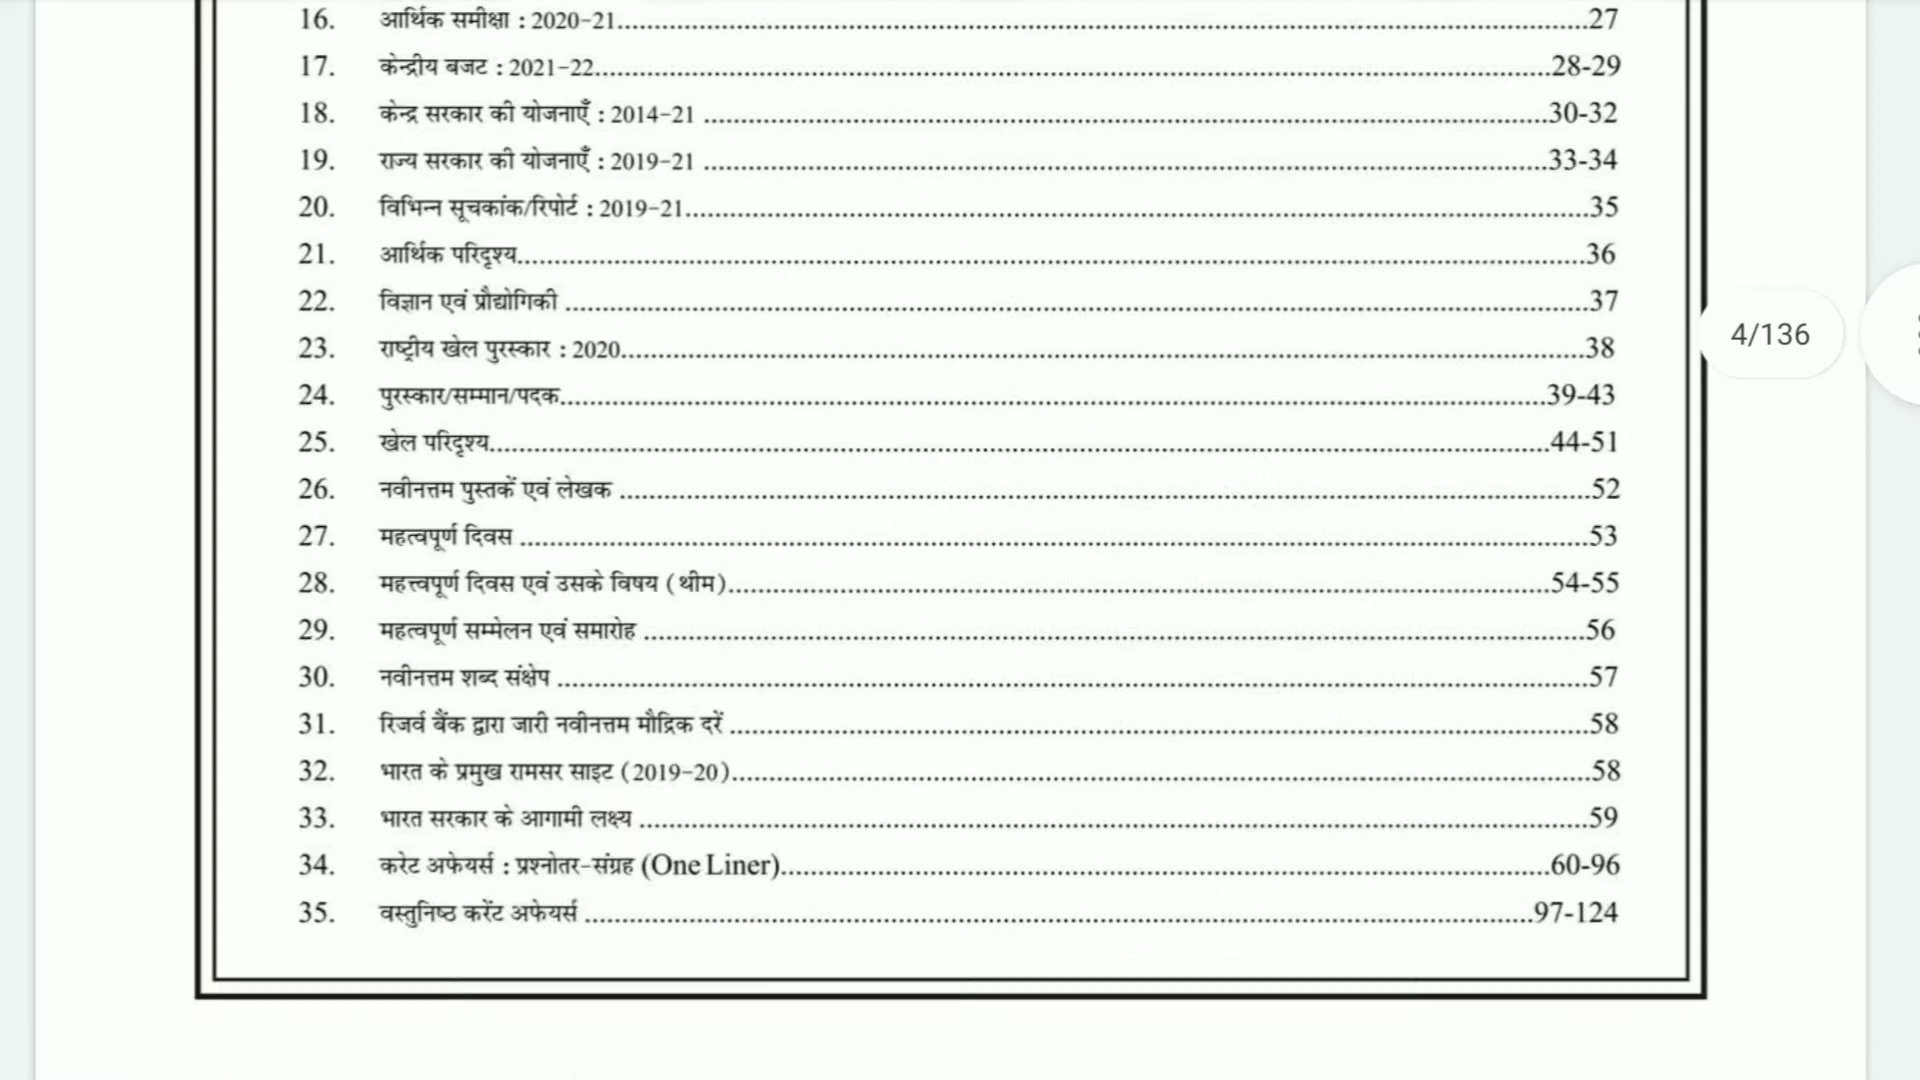 16. आर्थिक समीक्षा : 2020-21..........27
17. केन्द्रीय बजट : 2021-22..........28-29
18. केन्द्र सरकार की योजनाएँ : 2014-21 ..........30-32
19. राज्य सरकार की योजनाएँ : 2019-21 ..........33-34
20. विभिन्न सूचकांक/रिपोर्ट : 2019-21..........35
21. आर्थिक परिदृश्य..........36
22. विज्ञान एवं प्रौद्योगिकी ..........37
23. राष्ट्रीय खेल पुरस्कार : 2020..........38
4/136
24. पुरस्कार/सम्मान/पदक..........39-43
25. खेल परिदृश्य..........44-51
26. नवीनत्तम पुस्तकें एवं लेखक ..........52
27. महत्वपूर्ण दिवस ..........53
28. महत्त्वपूर्ण दिवस एवं उसके विषय (थीम)..........54-55
29. महत्वपूर्ण सम्मेलन एवं समारोह ..........56
30. नवीनत्तम शब्द संक्षेप ..........57
31. रिजर्व बैंक द्वारा जारी नवीनत्तम मौद्रिक दरें ..........58
32. भारत के प्रमुख रामसर साइट (2019-20)..........58
33. भारत सरकार के आगामी लक्ष्य ..........59
34. करेट अफेयर्स : प्रश्नोतर-संग्रह (One Liner)..........60-96
35. वस्तुनिष्ठ करेंट अफेयर्स ..........97-124